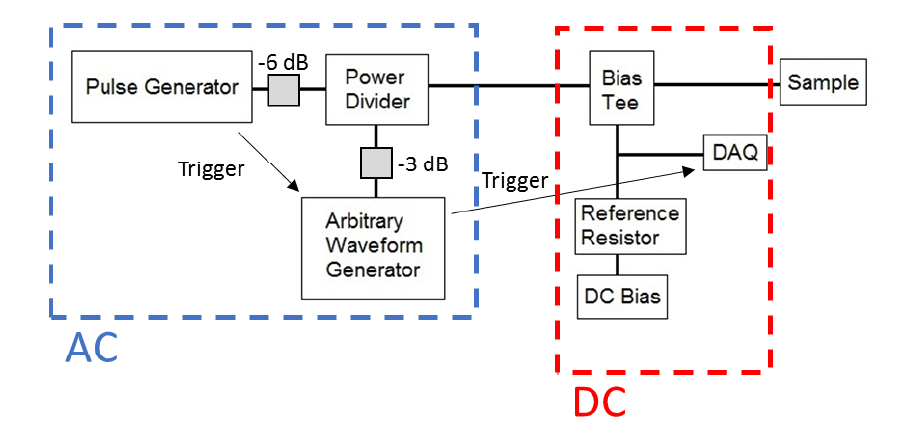 -6 dB
Pulse Generator
Power
Divider
Bias
Tee
Sample
Trigger
-3 dB
Trigger
DAQ
Arbitrary
Waveform
Generator
Reference
Resistor
DC Bias
AC
DC